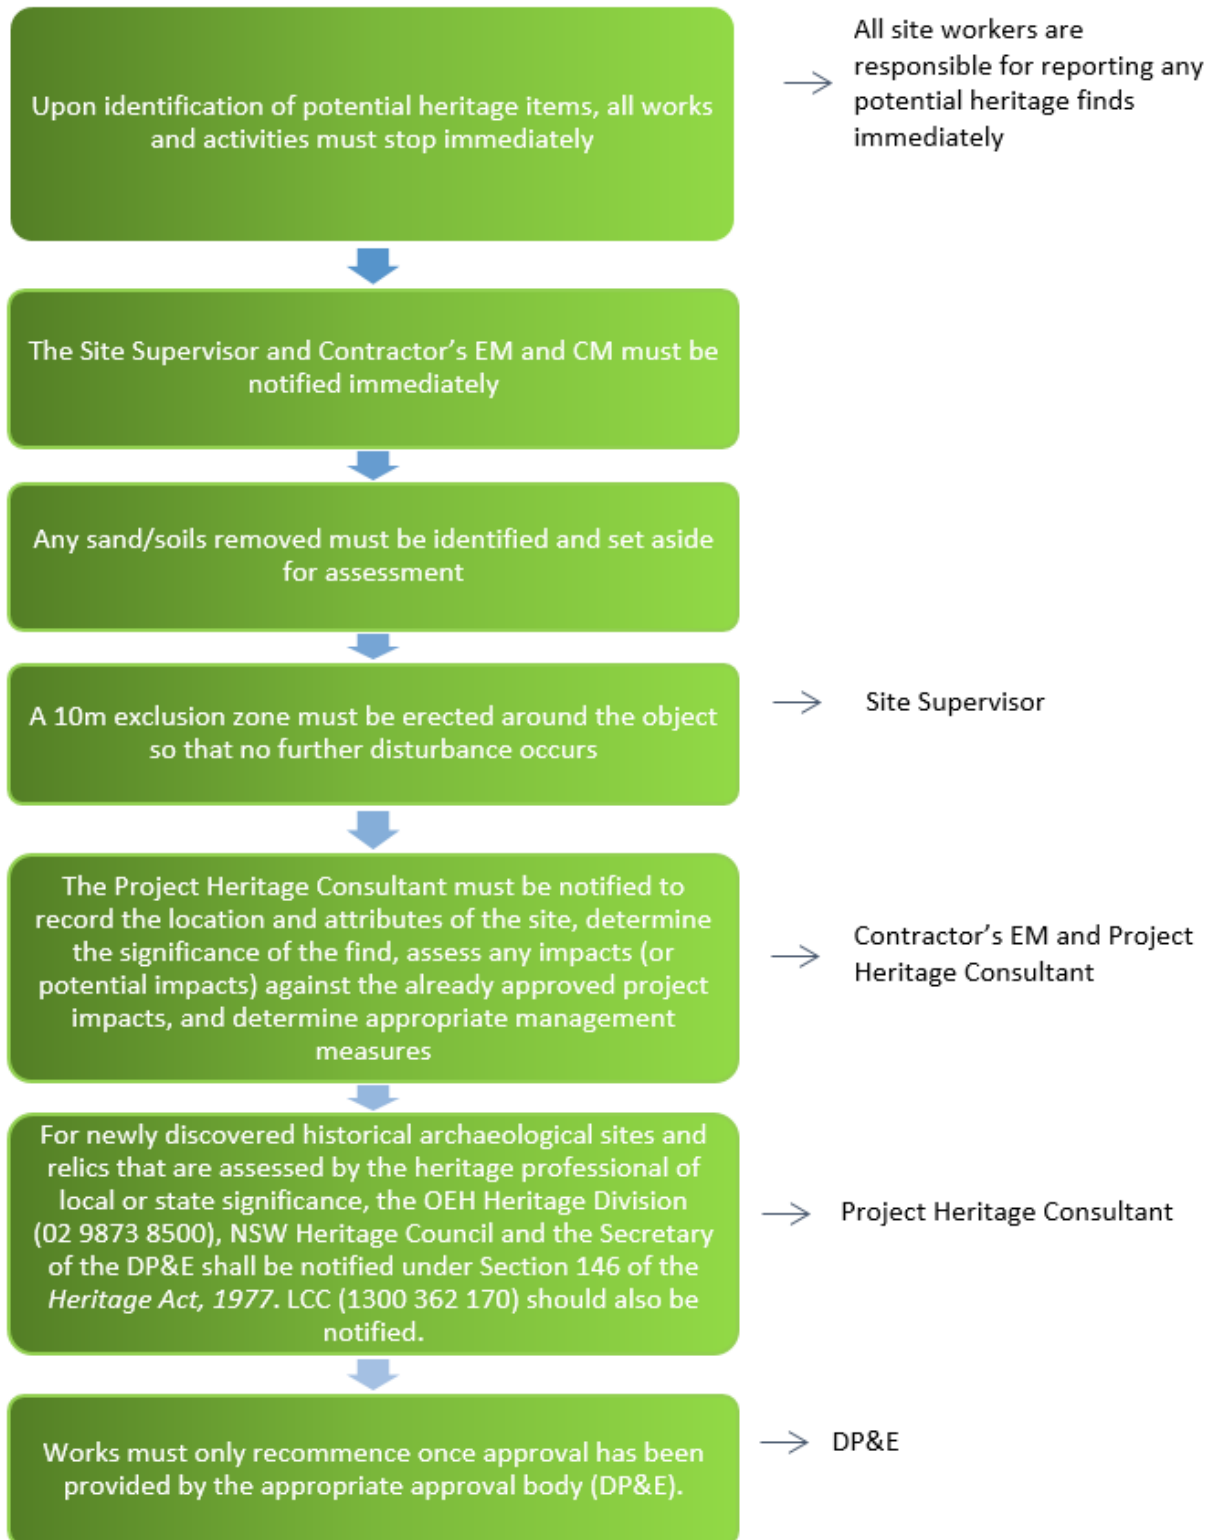 Upon identification of potential heritage items, all works
and activities must stop immediately
All site workers are
responsible for reporting any
potential heritage finds
immediately
The Site Supervisor and Contractor’s EM and CM must be
notified immediately
Any sand/soils removed must be identified and set aside
for assessment
A 10m exclusion zone must be erected around the object
so that no further disturbance occurs
Site Supervisor
The Project Heritage Consultant must be notified to
record the location and attributes of the site, determine
the significance of the find, assess any impacts (or
potential impacts) against the already approved project
impacts, and determine appropriate management
measures
Contractor’s EM and Project
Heritage Consultant
For newly discovered historical archaeological sites and
relics that are assessed by the heritage professional of
local or state significance, the OEH Heritage Division
(02 9873 8500), NSW Heritage Council and the Secretary
of the DP&E shall be notified under Section 146 of the
Heritage Act, 1977. LCC (1300 362 170) should also be
notified.
Project Heritage Consultant
Works must only recommence once approval has been
provided by the appropriate approval body (DP&E).
DP&E